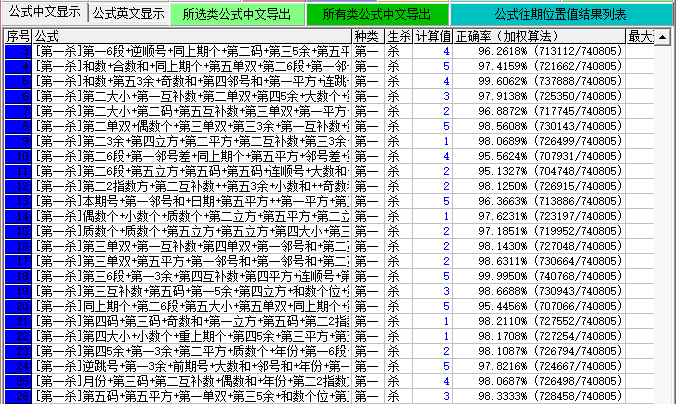 公式中文显示 公式英文显示 所选类公式中文导出 所有类公式中文导出 公式往期位置值结果列表
序号 公式 种类 生杀 计算值 正确率（加权算法） 最大
[第一杀]第一6段+逆顺号+同上期个+第二码+第三5余+第五平 第一 杀 4 96.2618% (713112/740805)
[第一杀]和数+合数和+同上期个+第五单双+第二6段+第一邻 第一 杀 5 97.4159% (721662/740805)
[第一杀]和数+第五3余+奇数和+第四邻号和+第一平方+连跳 第一 杀 4 99.6062% (737888/740805)
[第一杀]第二大小+第一互补数+第二单双+第四5余+大数个+ 第一 杀 3 97.9138% (725350/740805)
[第一杀]第二大小+第二码+第五互补数+第三单双+第一平方 第一 杀 2 96.8872% (717745/740805)
[第一杀]第二单双+偶数个+第三单双+第三3余+第一互补数+ 第一 杀 5 98.5608% (730143/740805)
[第一杀]第二3余+第四立方+第二平方+第二互补数+第三3余 第一 杀 1 98.0689% (726499/740805)
[第一杀]第二6段+第一邻号差+同上期个+第五平方+邻号差+ 第一 杀 4 95.5624% (707931/740805)
[第一杀]第二6段+第五立方+第五码+第五码+连顺号+大数和 第一 杀 2 95.1327% (704748/740805)
[第一杀]第二2指数方+第二互补数++第五3余+小数和++奇数 第一 杀 2 98.1250% (726915/740805)
[第一杀]本期号+第一邻号和+日期+第五平方++第一平方+第 第一 杀 5 96.3663% (713886/740805)
[第一杀]偶数个+小数个+质数个+第二立方+第五平方+第二立 第一 杀 1 97.6231% (723197/740805)
[第一杀]质数个+质数个+第五立方+第五立方+第四大小+第三 第一 杀 2 97.1851% (719952/740805)
[第一杀]第三单双+第一互补数+第四单双+第一邻号和+第二 第一 杀 2 98.1430% (727048/740805)
[第一杀]第三单双+第五平方+第一邻号和+第一邻号和+第二 第一 杀 2 98.6311% (730664/740805)
[第一杀]第三6段+第一3余+第四互补数+第四平方+连顺号+ 第一 杀 5 99.9950% (740768/740805)
[第一杀]第三互补数+第五码+第一5余+第四立方+和数个位+ 第一 杀 3 98.6688% (730943/740805)
[第一杀]同上期个+第二6段+第五大小+第五单双+同上期个+ 第一 杀 5 95.4456% (707066/740805)
[第一杀]第四码+第三码+奇数和+第一立方+第五码+第二2指 第一 杀 1 98.2110% (727552/740805)
[第一杀]第四大小+小数个+重上期个+第四5余+第三平方+第 第一 杀 1 98.1708% (727254/740805)
[第一杀]第四5余+第一3余+第二平方+质数个+年份+第一6段 第一 杀 2 98.1087% (726794/740805)
[第一杀]逆跳号+第一3余+前期号+大数和+邻号和+年份+第一 第一 杀 5 97.8216% (724667/740805)
[第一杀]月份+第三码+第二互补数+偶数和+年份+第二2指数 第一 杀 4 98.0687% (726498/740805)
[第一杀]第五码+第五平方+第一单双+第三5余+和数个位+第 第一 杀 3 98.3333% (728458/740805)